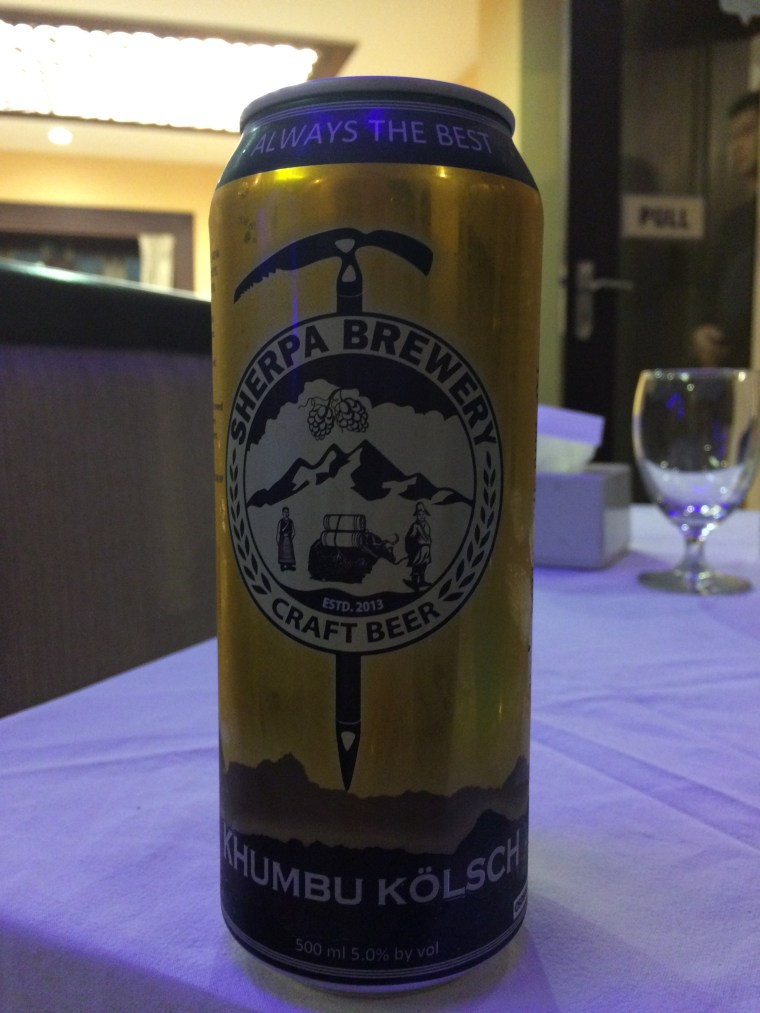 ALWAYS THE BEST
SHERPA BREWERY
ESTD. 2013
CRAFT BEER
KHUMBU KÖLSCH
500 ml 5.0% by vol
PULL